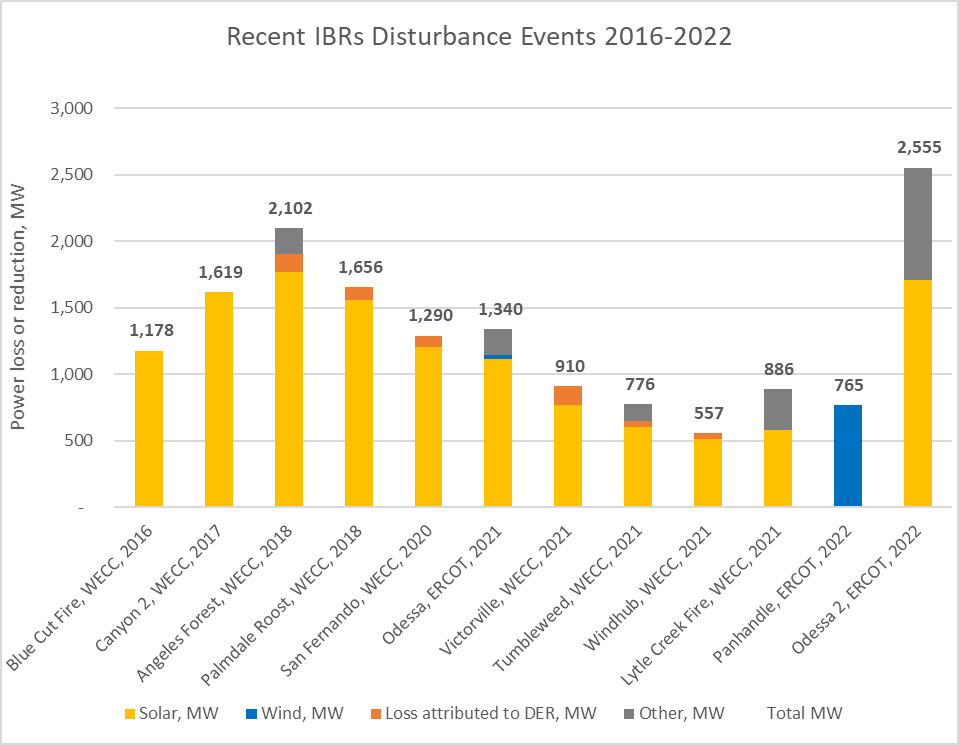 Recent IBRs Disturbance Events 2016-2022
Power loss or reduction, MW
3,000
2,500
2,000
1,500
1,000
500
-
1,178
1,619
2,102
1,656
1,290
1,340
910
776
557
886
765
2,555
Blue Cut Fire, WECC, 2016
Canyon 2, WECC, 2017
Angeles Forest, WECC, 2018
Palmdale Roost, WECC, 2018
San Fernando, WECC, 2020
Odessa, ERCOT, 2021
Victorville, WECC, 2021
Tumbleweed, WECC, 2021
Windhub, WECC, 2021
Lytle Creek Fire, WECC, 2021
Panhandle, ERCOT, 2022
Odessa 2, ERCOT, 2022
Solar, MW Wind, MW Loss attributed to DER, MW Other, MW Total MW